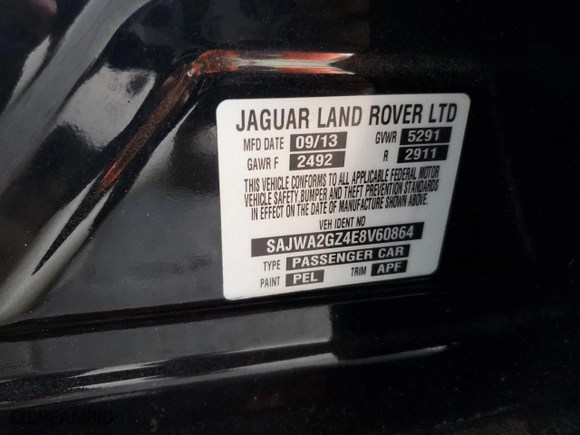 JAGUAR LAND ROVER LTD
MFD DATE 09/13 GVWR 5291
GAWR F 2492 R 2911
THIS VEHICLE CONFORMS TO ALL APPLICABLE FEDERAL MOTOR
VEHICLE SAFETY,BUMPER AND THEFT PREVENTION STANDARDS
IN EFFECT ON THE DATE OF MANUFACTURE SHOWN ABOVE.
VEH IDENT NO
SAJWA2GZ4E8V60864
TYPE PASSENGER CAR
PAINT PEL TRIM APF
DREAMBID